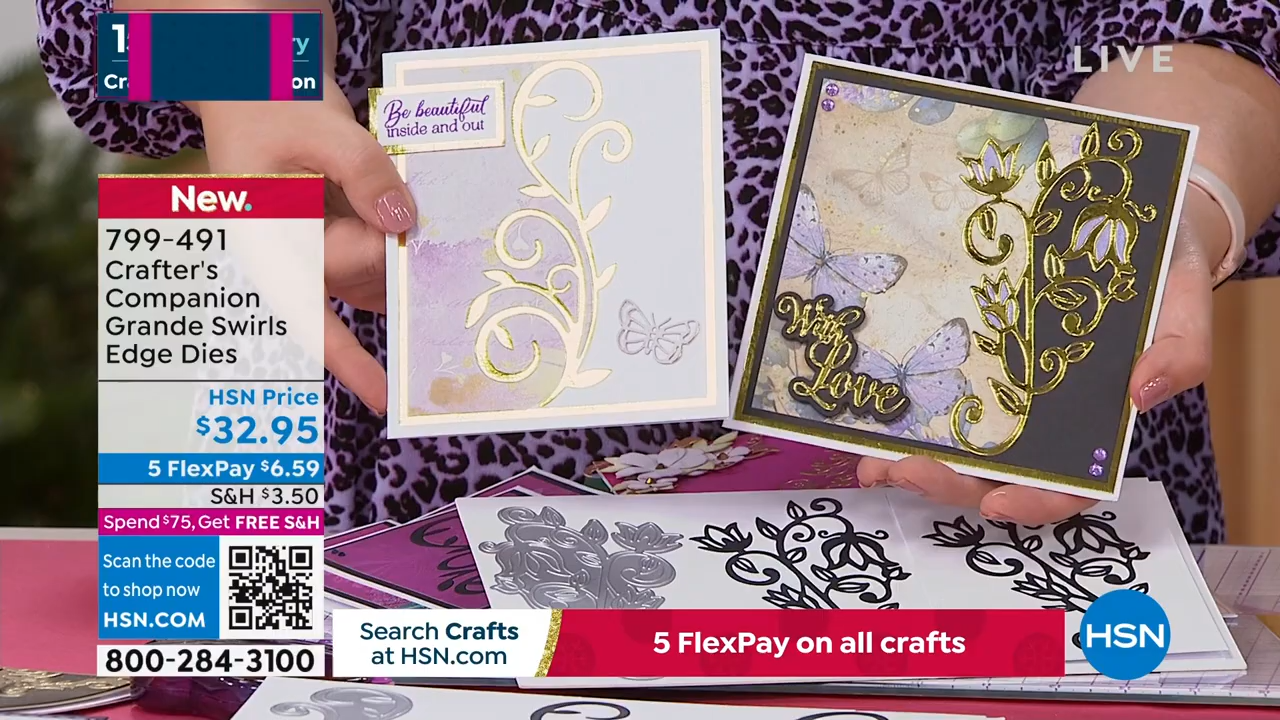 LIVE
Be beautiful
inside and out
With
Love
New.
799-491
Crafter's
Companion
Grande Swirls
Edge Dies
HSN Price
$32.95
5 FlexPay $6.59
S&H $3.50
Spend $75, Get FREE S&H
Scan the code
to shop now
HSN.COM
800-284-3100
Search Crafts
at HSN.com
5 FlexPay on all crafts
HSN